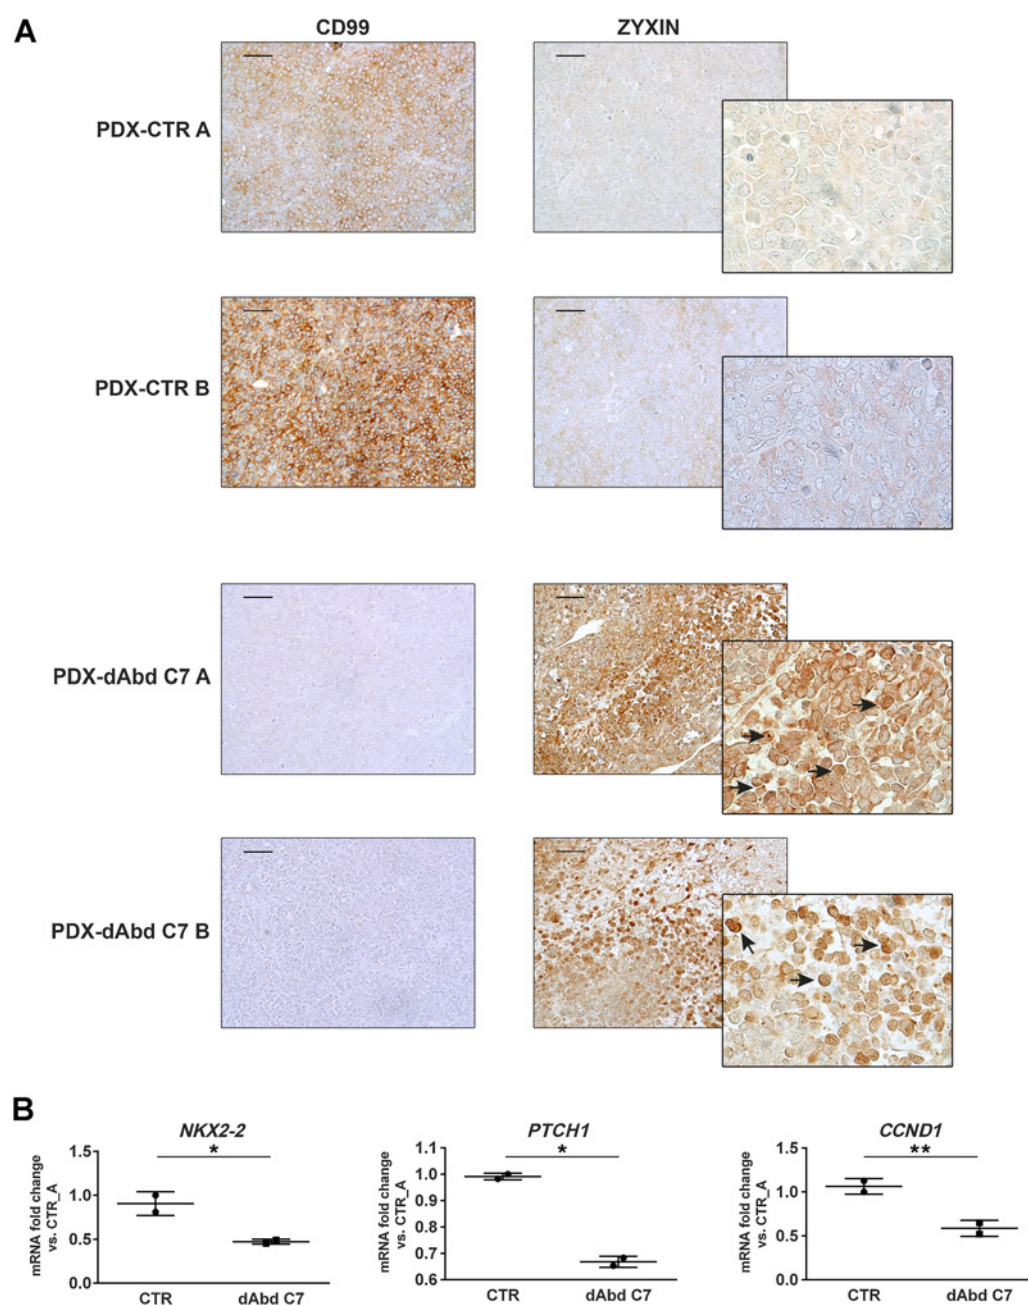 A
CD99
ZYXIN
PDX-CTR A
PDX-CTR B
PDX-dAbd C7 A
PDX-dAbd C7 B
B
NKX2-2
*
mRNA fold change
vs. CTR_A
1.5
1.0
0.5
0.0
CTR
dAbd C7
PTCH1
*
mRNA fold change
vs. CTR_A
1.1
1.0
0.9
0.8
0.7
0.6
CTR
dAbd C7
CCND1
**
mRNA fold change
vs. CTR_A
1.5
1.0
0.5
0.0
CTR
dAbd C7